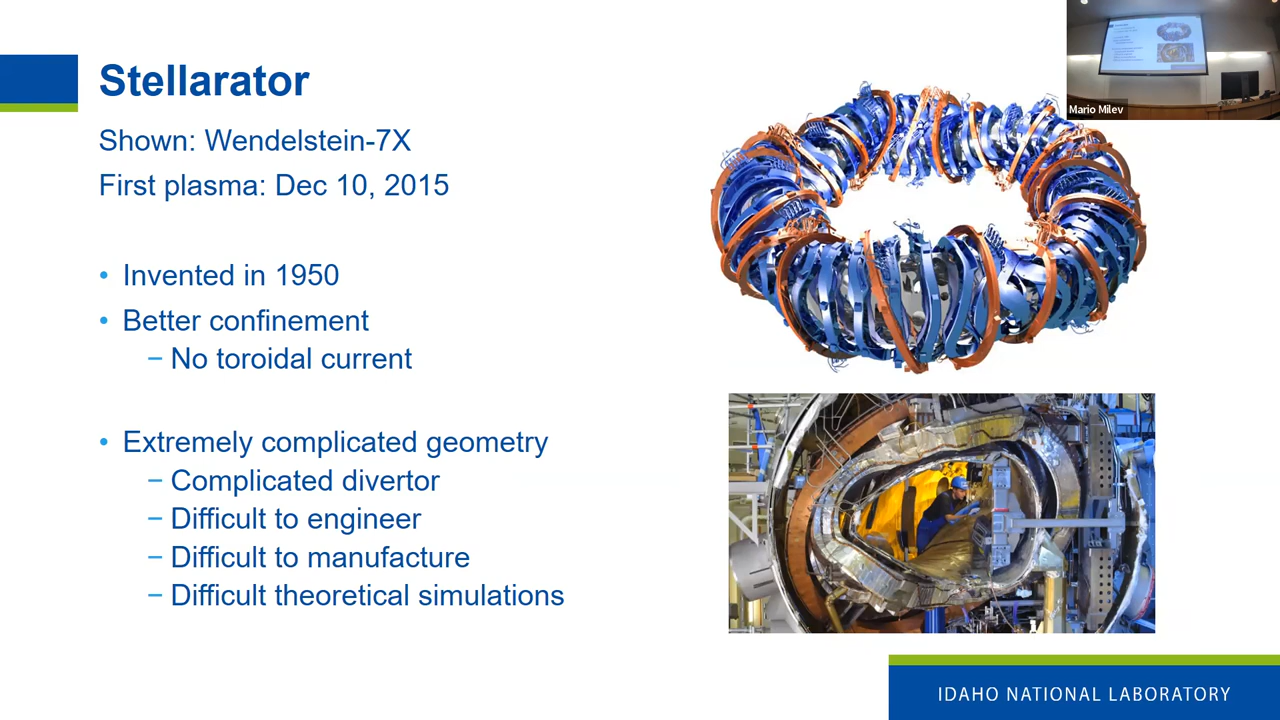 Stellarator
Shown: Wendelstein-7X
First plasma: Dec 10, 2015
• Invented in 1950
• Better confinement
− No toroidal current
• Extremely complicated geometry
− Complicated divertor
− Difficult to engineer
− Difficult to manufacture
− Difficult theoretical simulations
Mario Milev
IDAHO NATIONAL LABORATORY